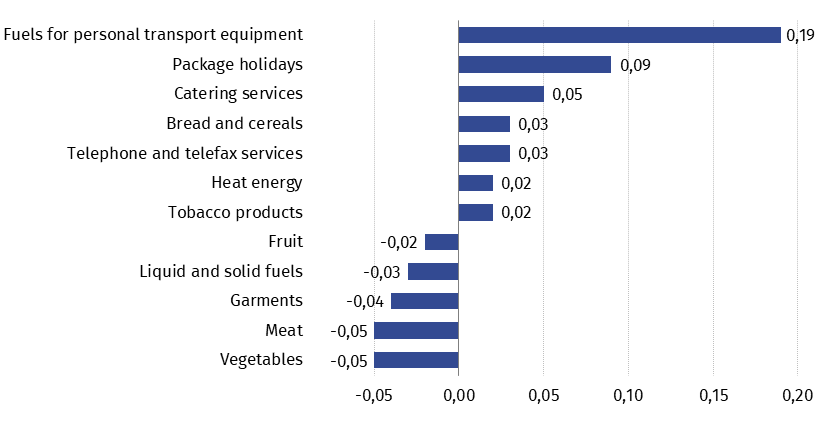 Fuels for personal transport equipment 0,19
Package holidays 0,09
Catering services 0,05
Bread and cereals 0,03
Telephone and telefax services 0,03
Heat energy 0,02
Tobacco products 0,02
Fruit -0,02
Liquid and solid fuels -0,03
Garments -0,04
Meat -0,05
Vegetables -0,05
-0,05 0,00 0,05 0,10 0,15 0,20